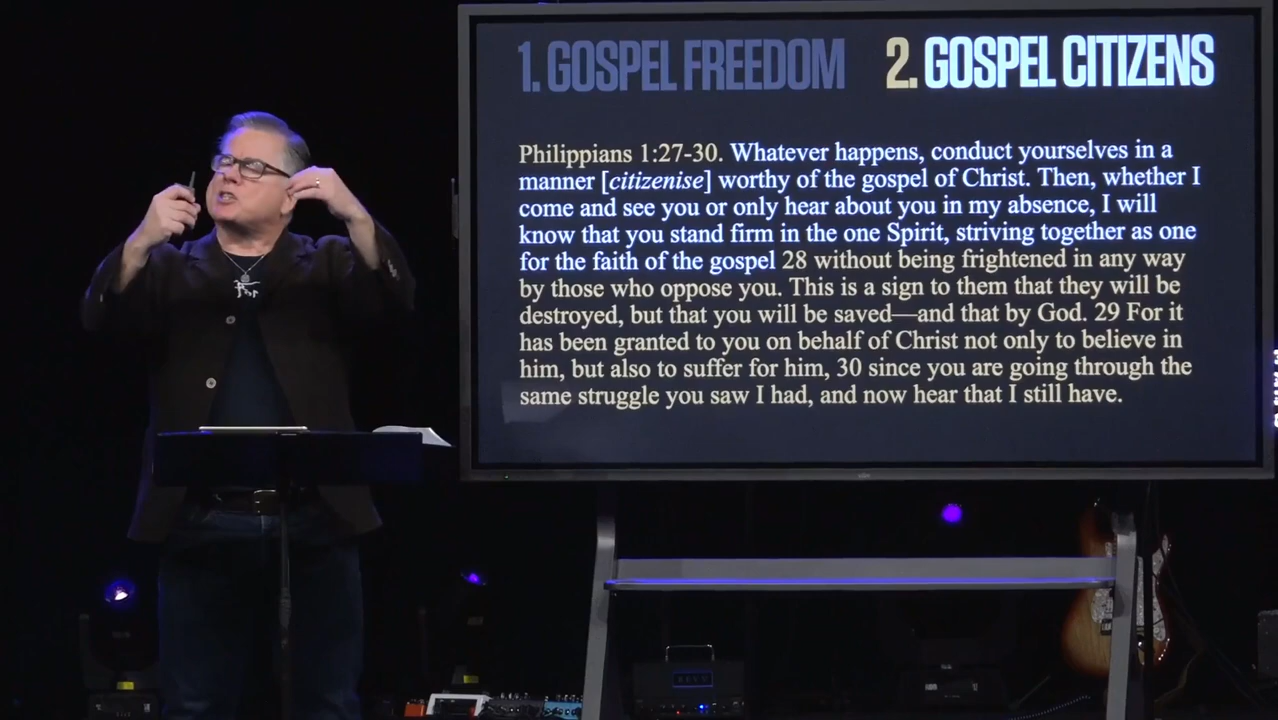 1. GOSPEL FREEDOM 2. GOSPEL CITIZENS
Philippians 1:27-30. Whatever happens, conduct yourselves in a
manner [citizenise] worthy of the gospel of Christ. Then, whether I
come and see you or only hear about you in my absence, I will
know that you stand firm in the one Spirit, striving together as one
for the faith of the gospel 28 without being frightened in any way
by those who oppose you. This is a sign to them that they will be
destroyed, but that you will be saved—and that by God. 29 For it
has been granted to you on behalf of Christ not only to believe in
him, but also to suffer for him, 30 since you are going through the
same struggle you saw I had, and now hear that I still have.